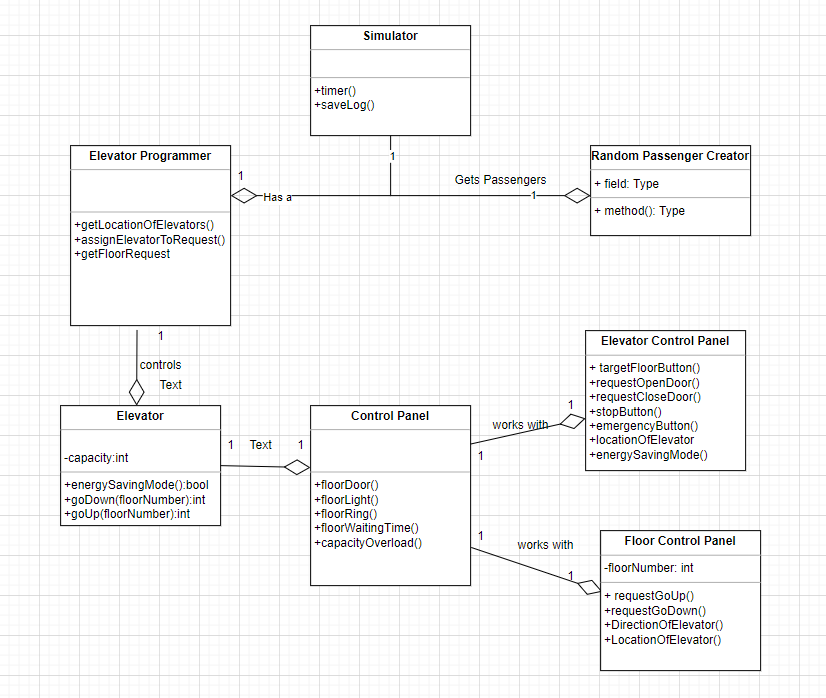 Simulator
+timer()
+saveLog()
1
Elevator Programmer
+getLocationOfElevators()
+assignElevatorToRequest()
+getFloorRequest
1
Has a
Gets Passengers
1
Random Passenger Creator
+ field: Type
+ method(): Type
1
controls
Text
Elevator
-capacity:int
+energySavingMode():bool
+goDown(floorNumber):int
+goUp(floorNumber):int
1
Text
1
Control Panel
+floorDoor()
+floorLight()
+floorRing()
+floorWaitingTime()
+capacityOverload()
works with
1
1
Elevator Control Panel
+ targetFloorButton()
+requestOpenDoor()
+requestCloseDoor()
+stopButton()
+emergencyButton()
+locationOfElevator
+energySavingMode()
1
works with
1
Floor Control Panel
-floorNumber: int
+ requestGoUp()
+requestGoDown()
+DirectionOfElevator()
+LocationOfElevator()